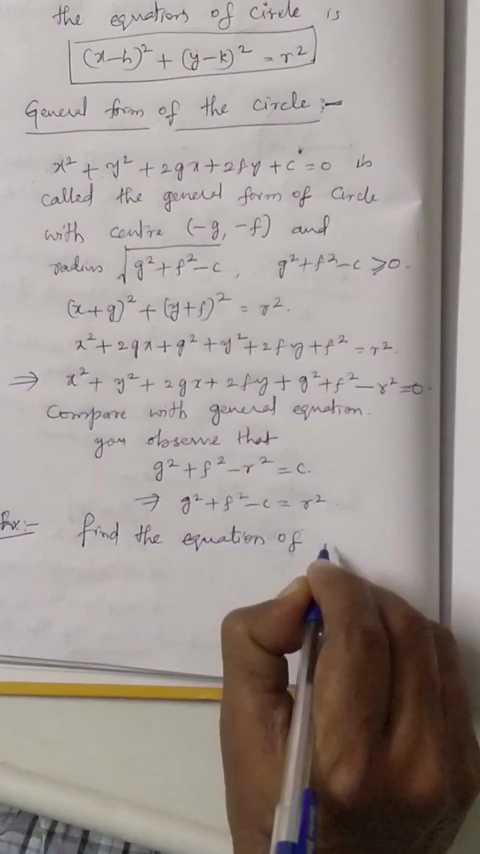 the equation of circle is
(x-h)² + (y-k)² = r²
General form of the circle :-
x² + y² + 2gx + 2fy + c = 0 is
called the general form of circle
with centre (-g, -f) and
radius √g²+f²-c , g²+f²-c ⩾ 0.
(x+g)² + (y+f)² = r².
x² + 2gx + g² + y² + 2fy + f² = r².
⇒ x² + y² + 2gx + 2fy + g² + f² - r² = 0.
Compare with general equation.
you observe that
g² + f² - r² = c.
⇒ g² + f² - c = r².
Ex:- find the equation of